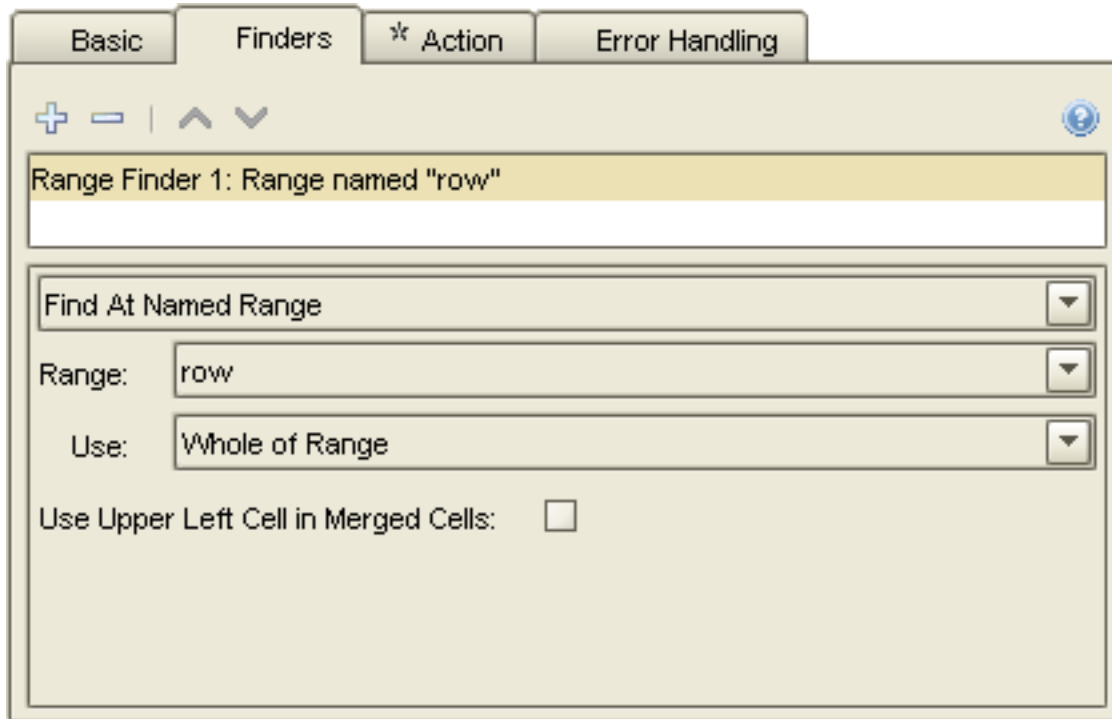 Basic Finders * Action Error Handling
Range Finder 1: Range named "row"
Find At Named Range
Range: row
Use: Whole of Range
Use Upper Left Cell in Merged Cells: